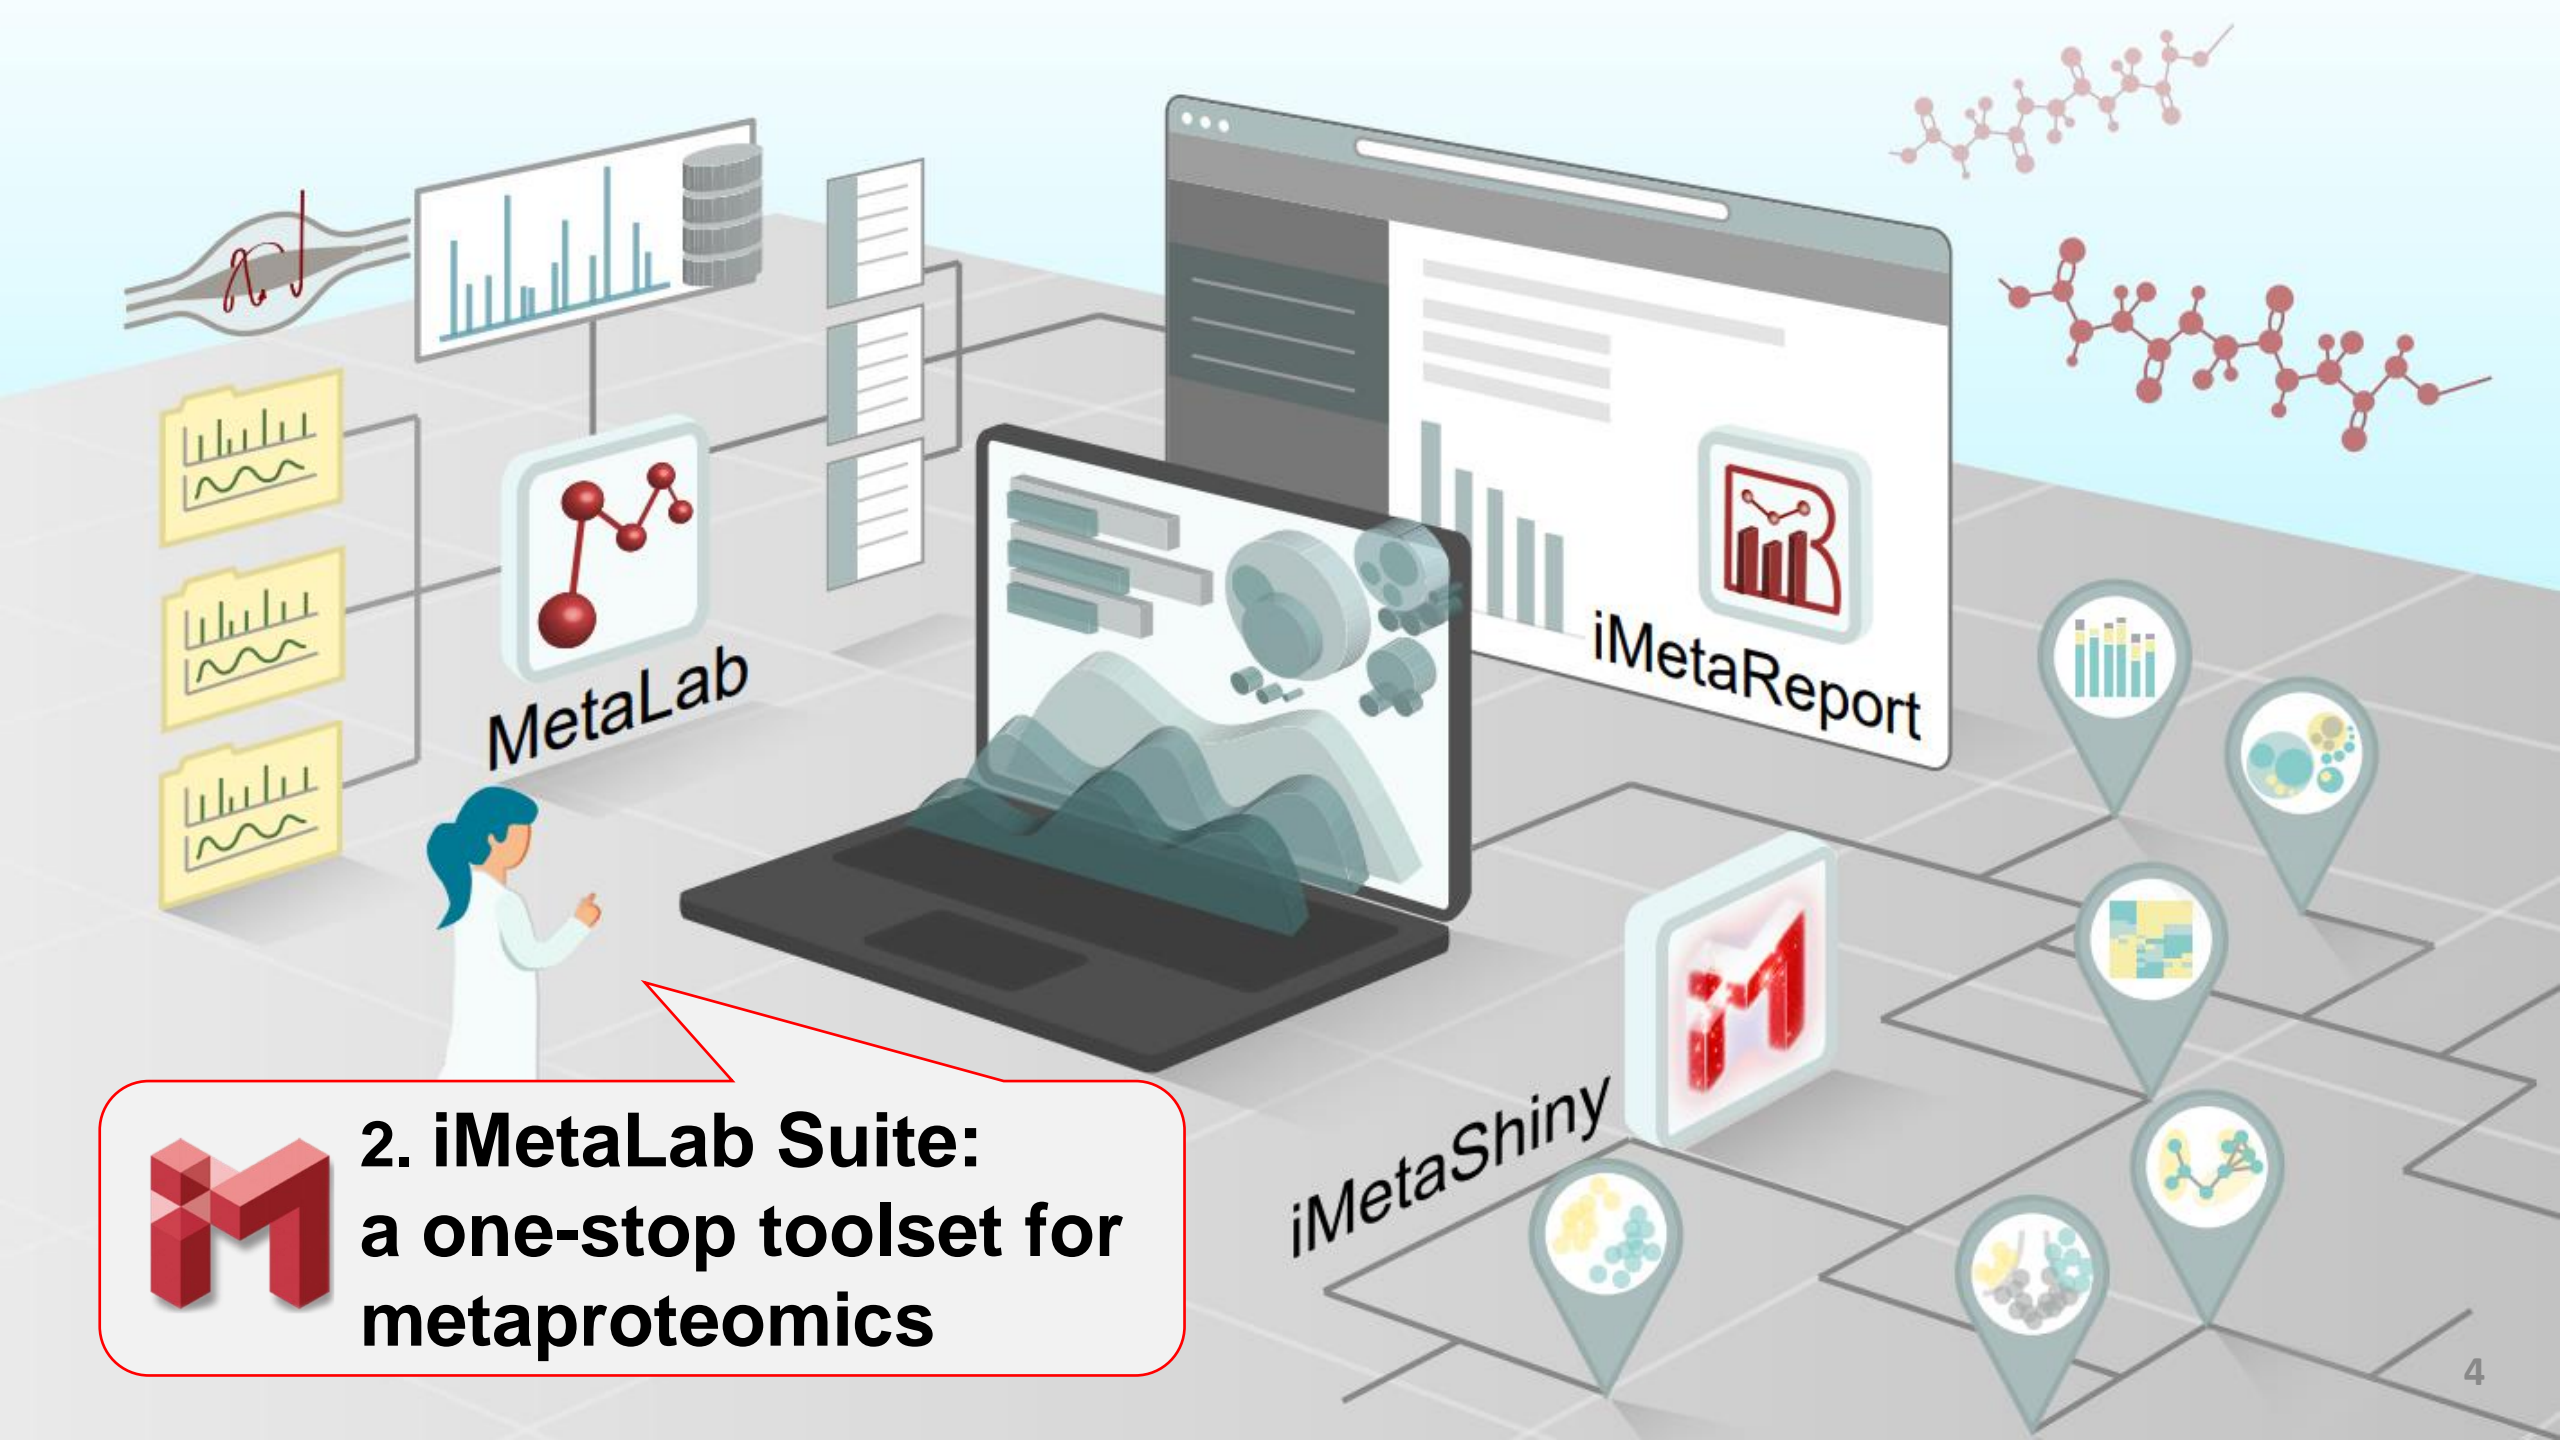 MetaLab
iMetaReport
iMetaShiny
2. iMetaLab Suite:
a one-stop toolset for
metaproteomics
4